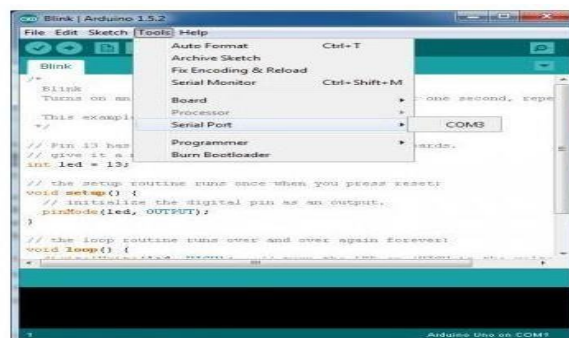 Blink | Arduino 1.5.2
File Edit Sketch Tools Help
Auto Format Ctrl+T
Archive Sketch
Fix Encoding & Reload
Serial Monitor Ctrl+Shift+M
Board
Processor
Serial Port COM3
Programmer
Burn Bootloader
Blink
/*
Blink
Turns on an one second, repe
This exampl
*/
// Pin 13 has ards.
// give it a
int led = 13;
// the setup routine runs once when you press reset:
void setup() {
// initialize the digital pin as an output.
pinMode(led, OUTPUT);
}
// the loop routine runs over and over again forever:
void loop() {
Arduino Uno on COM3